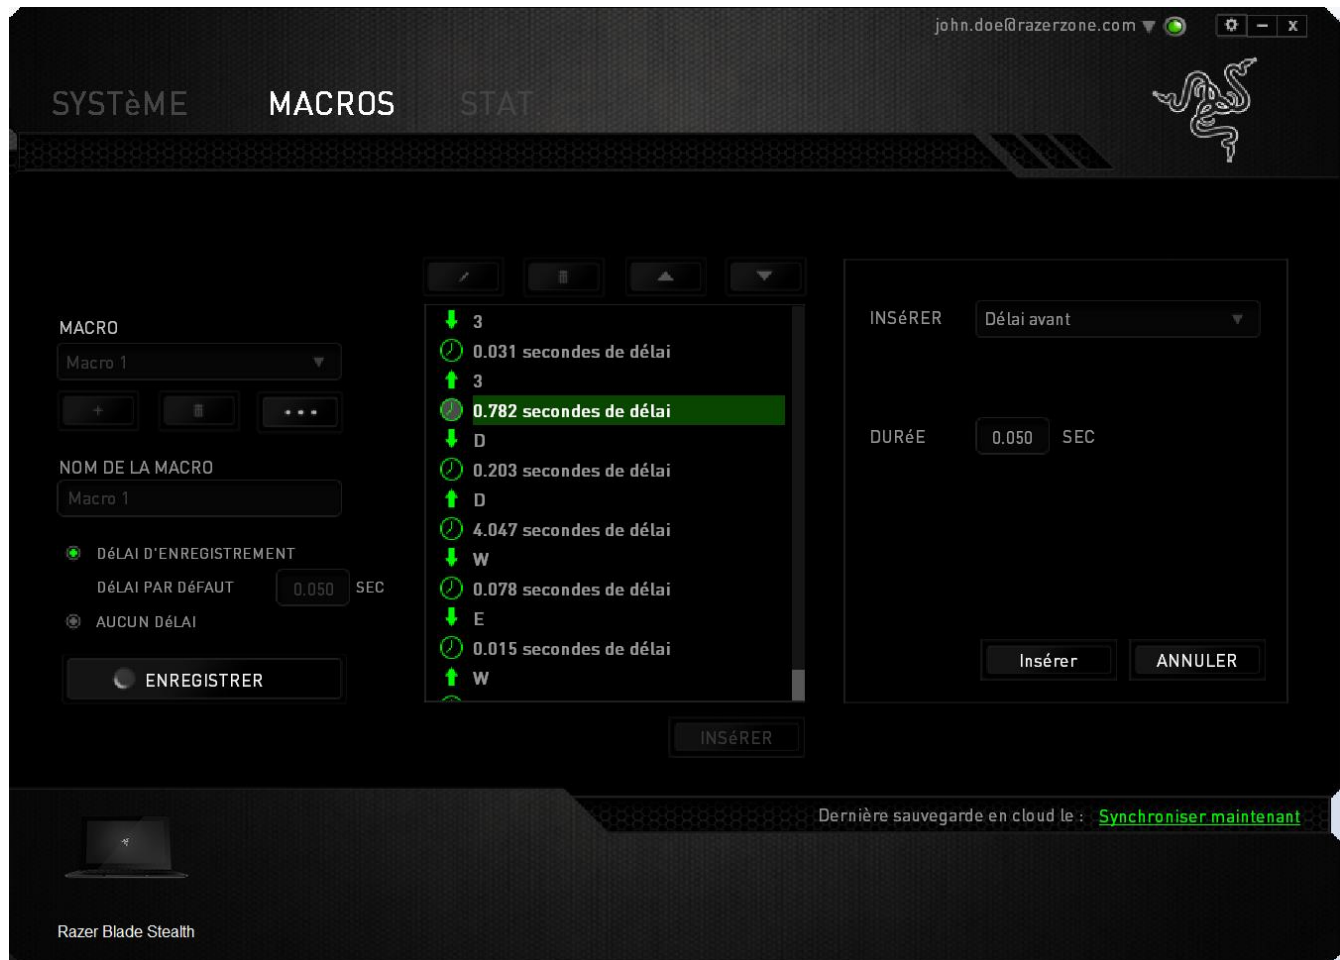 john.doe@razerzone.com
SYSTèME MACROS STAT
MACRO
Macro 1
NOM DE LA MACRO
Macro 1
DéLAI D'ENREGISTREMENT
DéLAI PAR DéFAUT 0.050 SEC
AUCUN DéLAI
ENREGISTRER
3
0.031 secondes de délai
3
0.782 secondes de délai
D
0.203 secondes de délai
D
4.047 secondes de délai
W
0.078 secondes de délai
E
0.015 secondes de délai
W
INSéRER
INSéRER Délai avant
DURéE 0.050 SEC
Insérer ANNULER
Dernière sauvegarde en cloud le : Synchroniser maintenant
Razer Blade Stealth